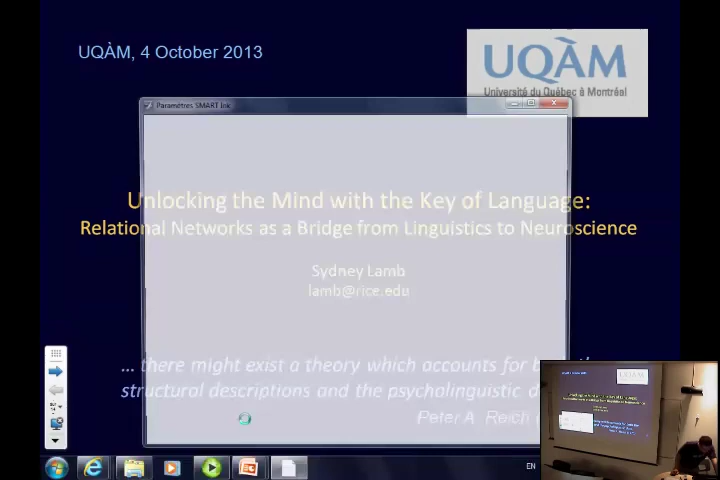 UQÀM, 4 October 2013
UQÀM
Université du Québec à Montréal
Paramètres SMART Ink
Unlocking the Mind with the Key of Language:
Relational Networks as a Bridge from Linguistics to Neuroscience
Sydney Lamb
lamb@rice.edu
... there might exist a theory which accounts for
structural descriptions and the psycholinguistic
Peter A. Reich
EN